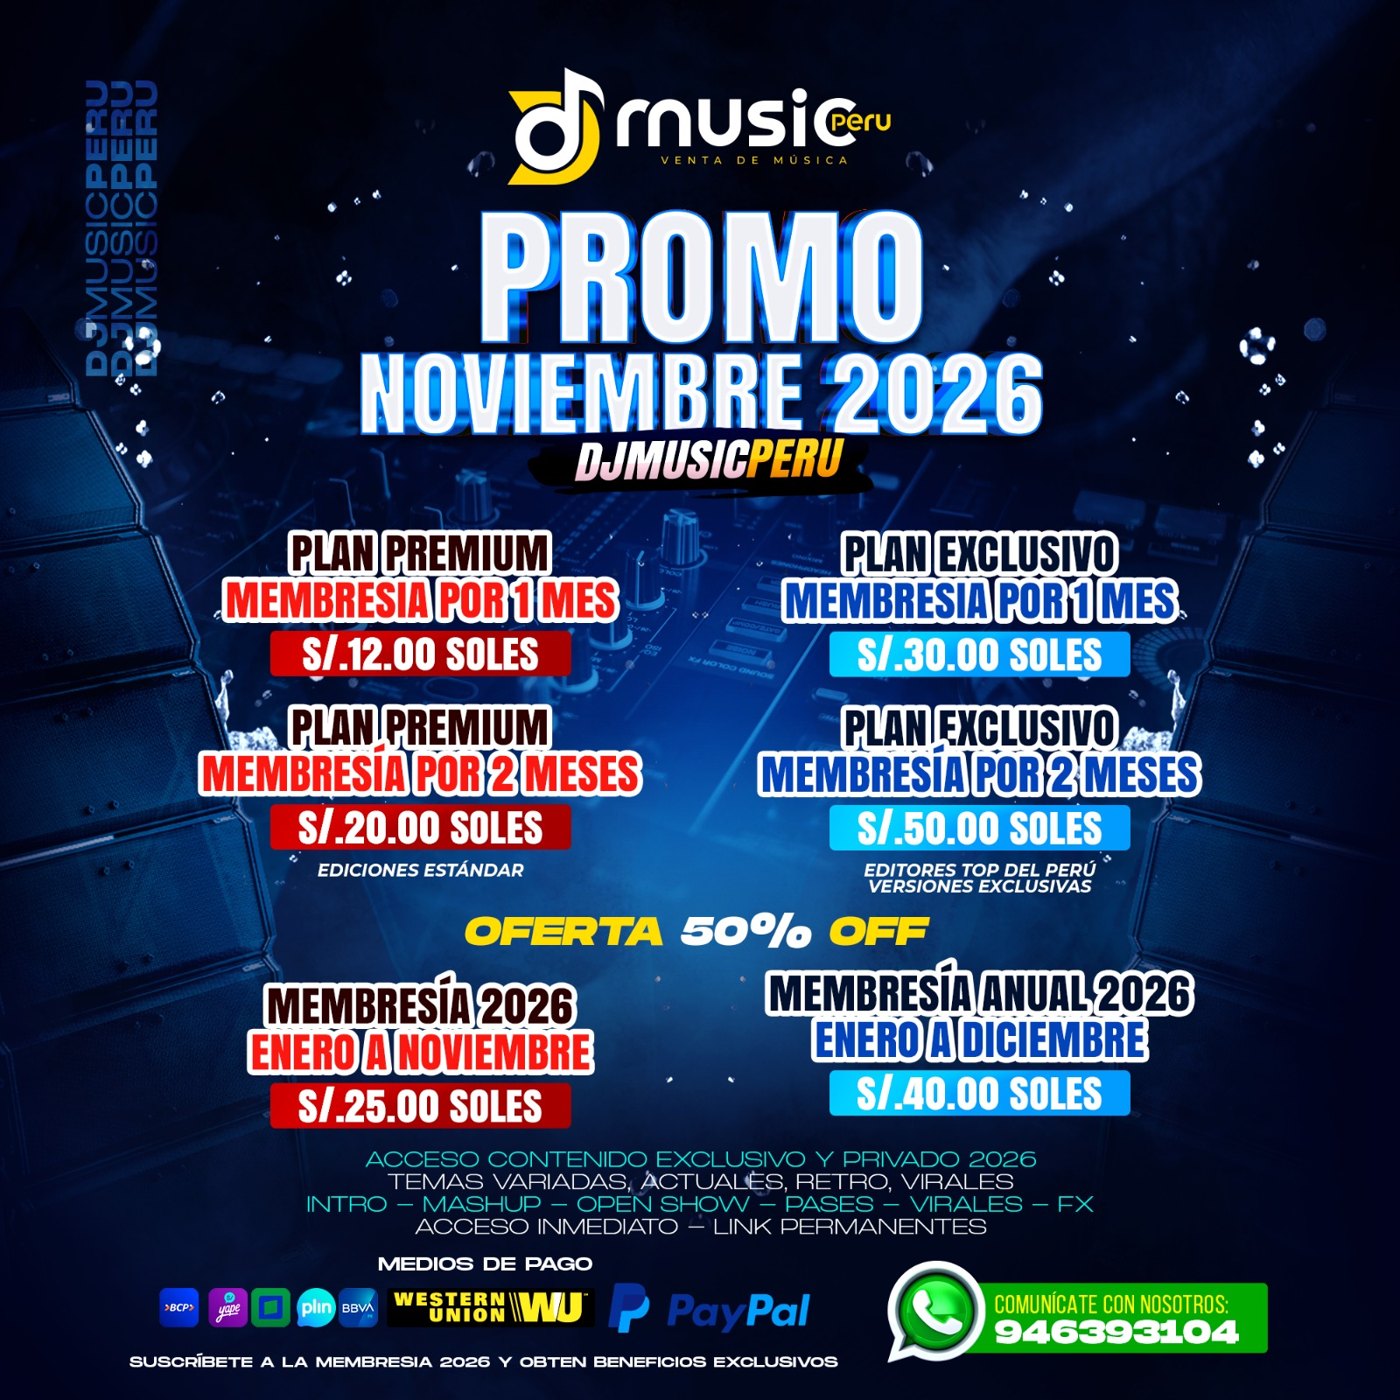 DJMUSICPERU
DJMUSICPERU
DJMUSICPERU
d music Peru
VENTA DE MÚSICA
PROMO
NOVIEMBRE 2026
DJMUSICPERU
PLAN PREMIUM
MEMBRESIA POR 1 MES
S/.12.00 SOLES
PLAN EXCLUSIVO
MEMBRESIA POR 1 MES
S/.30.00 SOLES
PLAN PREMIUM
MEMBRESÍA POR 2 MESES
S/.20.00 SOLES
EDICIONES ESTÁNDAR
PLAN EXCLUSIVO
MEMBRESÍA POR 2 MESES
S/.50.00 SOLES
EDITORES TOP DEL PERÚ
VERSIONES EXCLUSIVAS
OFERTA 50% OFF
MEMBRESÍA 2026
ENERO A NOVIEMBRE
S/.25.00 SOLES
MEMBRESÍA ANUAL 2026
ENERO A DICIEMBRE
S/.40.00 SOLES
ACCESO CONTENIDO EXCLUSIVO Y PRIVADO 2026
TEMAS VARIADAS, ACTUALES, RETRO, VIRALES
INTRO – MASHUP – OPEN SHOW – PASES – VIRALES – FX
ACCESO INMEDIATO – LINK PERMANENTES
MEDIOS DE PAGO
BCP yape plin BBVA WESTERN UNION WU PayPal
COMUNÍCATE CON NOSOTROS:
946393104
SUSCRÍBETE A LA MEMBRESIA 2026 Y OBTEN BENEFICIOS EXCLUSIVOS